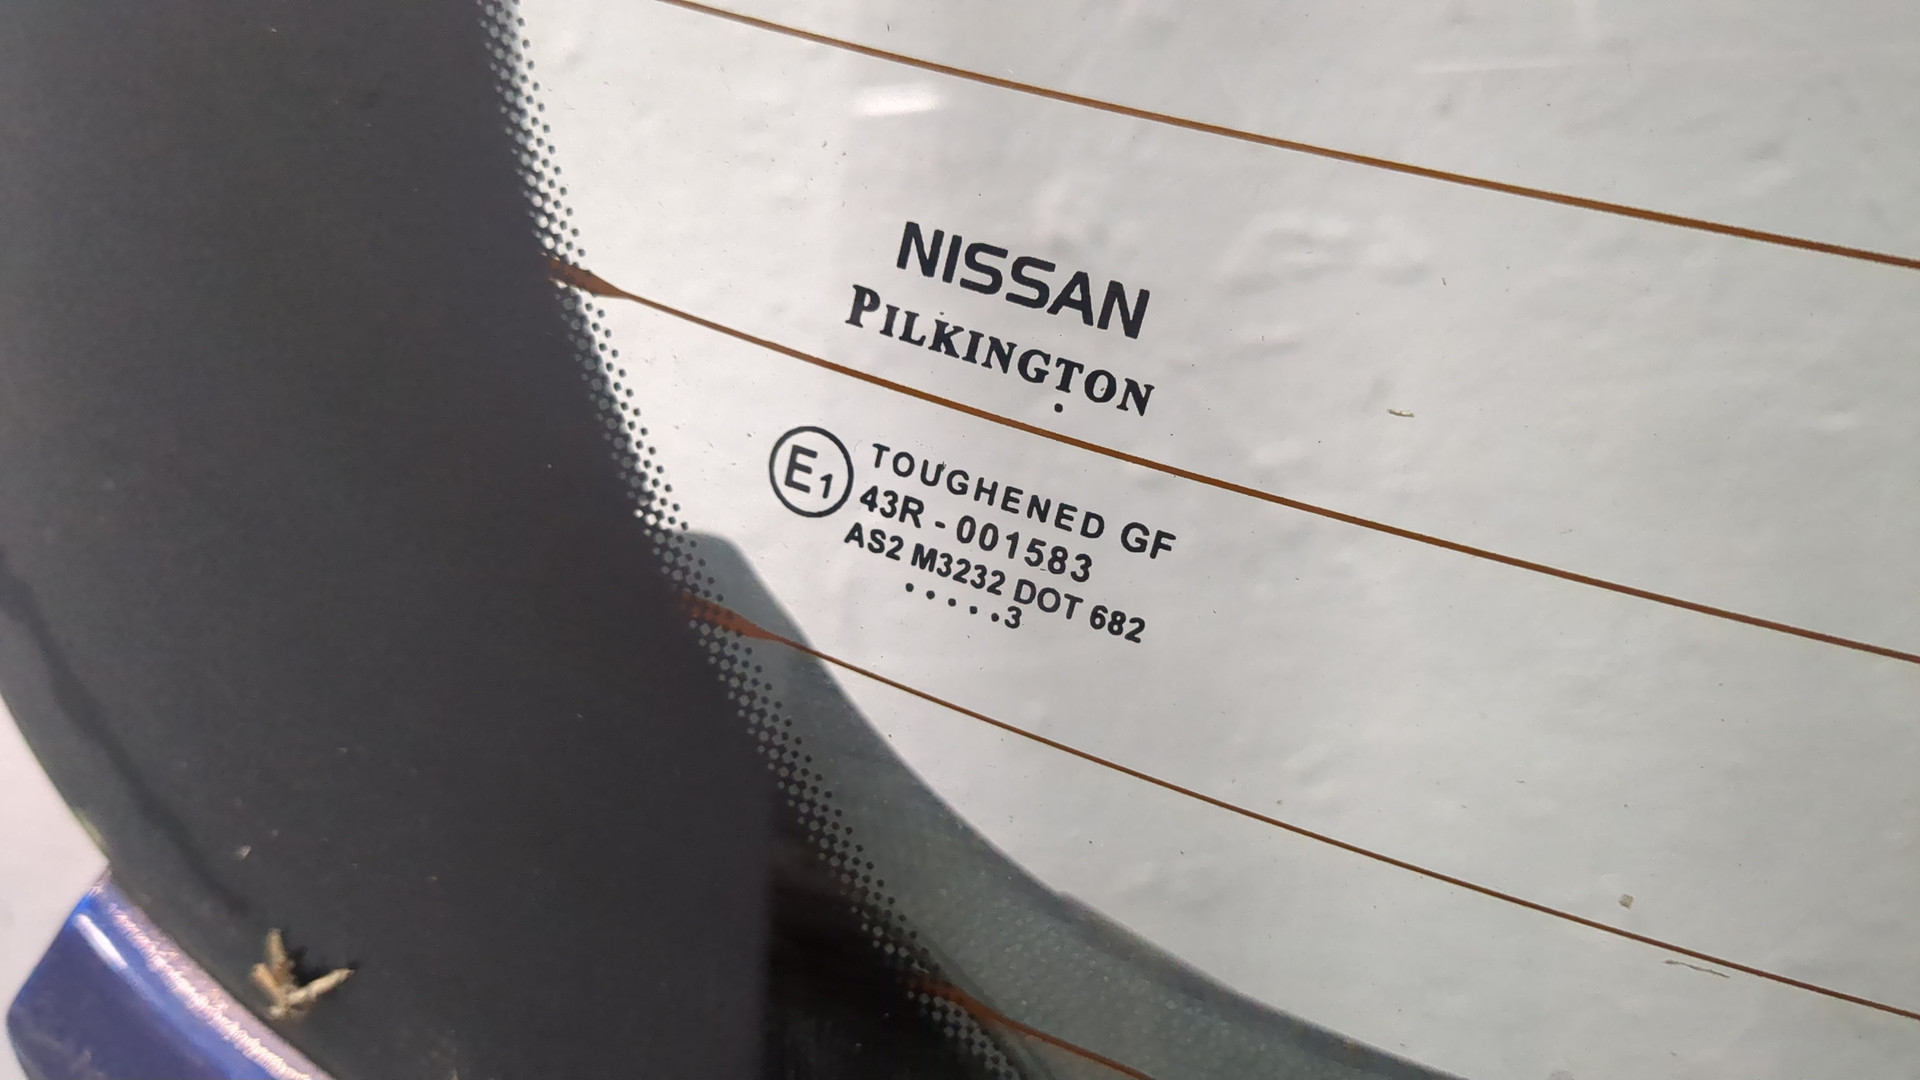 NISSAN
PILKINGTON
.
E1
TOUGHENED GF
43R - 001583
AS2 M3232 DOT 682
......3